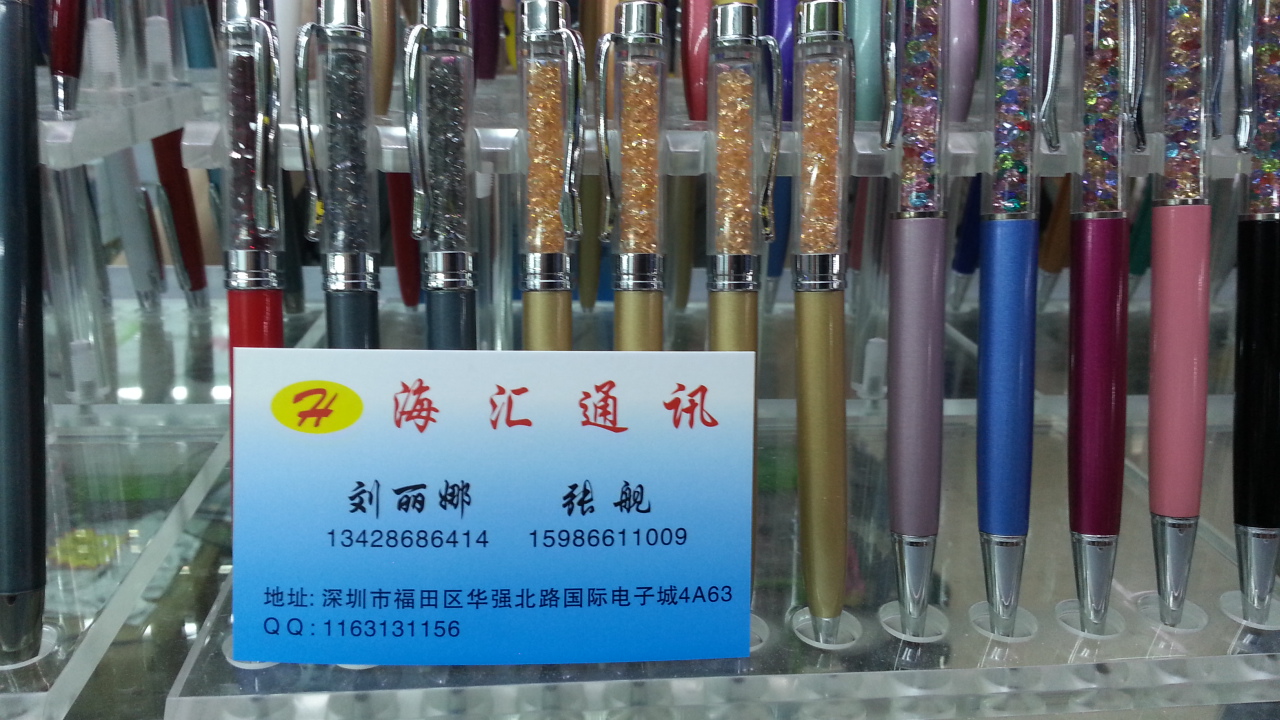 H 海汇通讯
刘丽娜 张舰
13428686414 15986611009
地址: 深圳市福田区华强北路国际电子城4A63
QQ: 1163131156